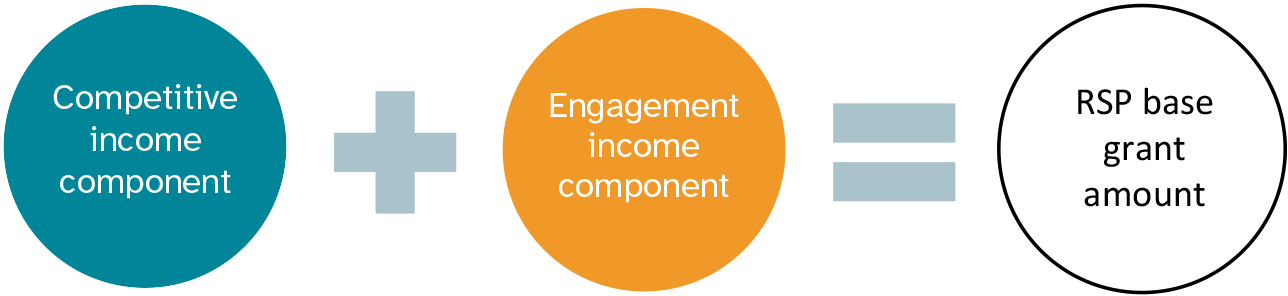 Competitive
income
component
Engagement
income
component
RSP base
grant
amount